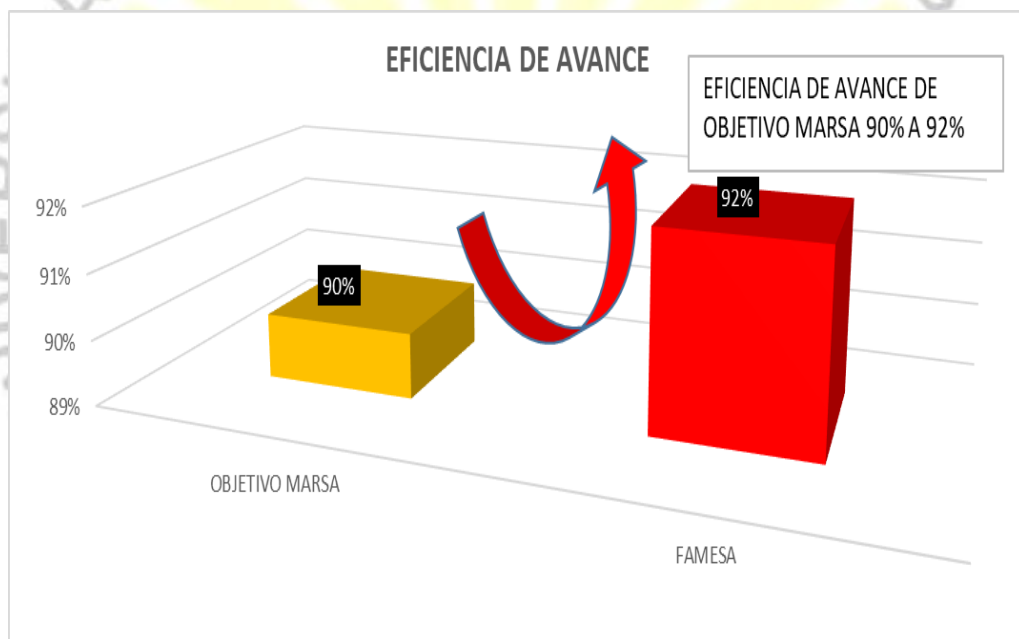 EFICIENCIA DE AVANCE
EFICIENCIA DE AVANCE DE
OBJETIVO MARSA 90% A 92%
92%
91%
90%
89%
90%
92%
OBJETIVO MARSA
FAMESA